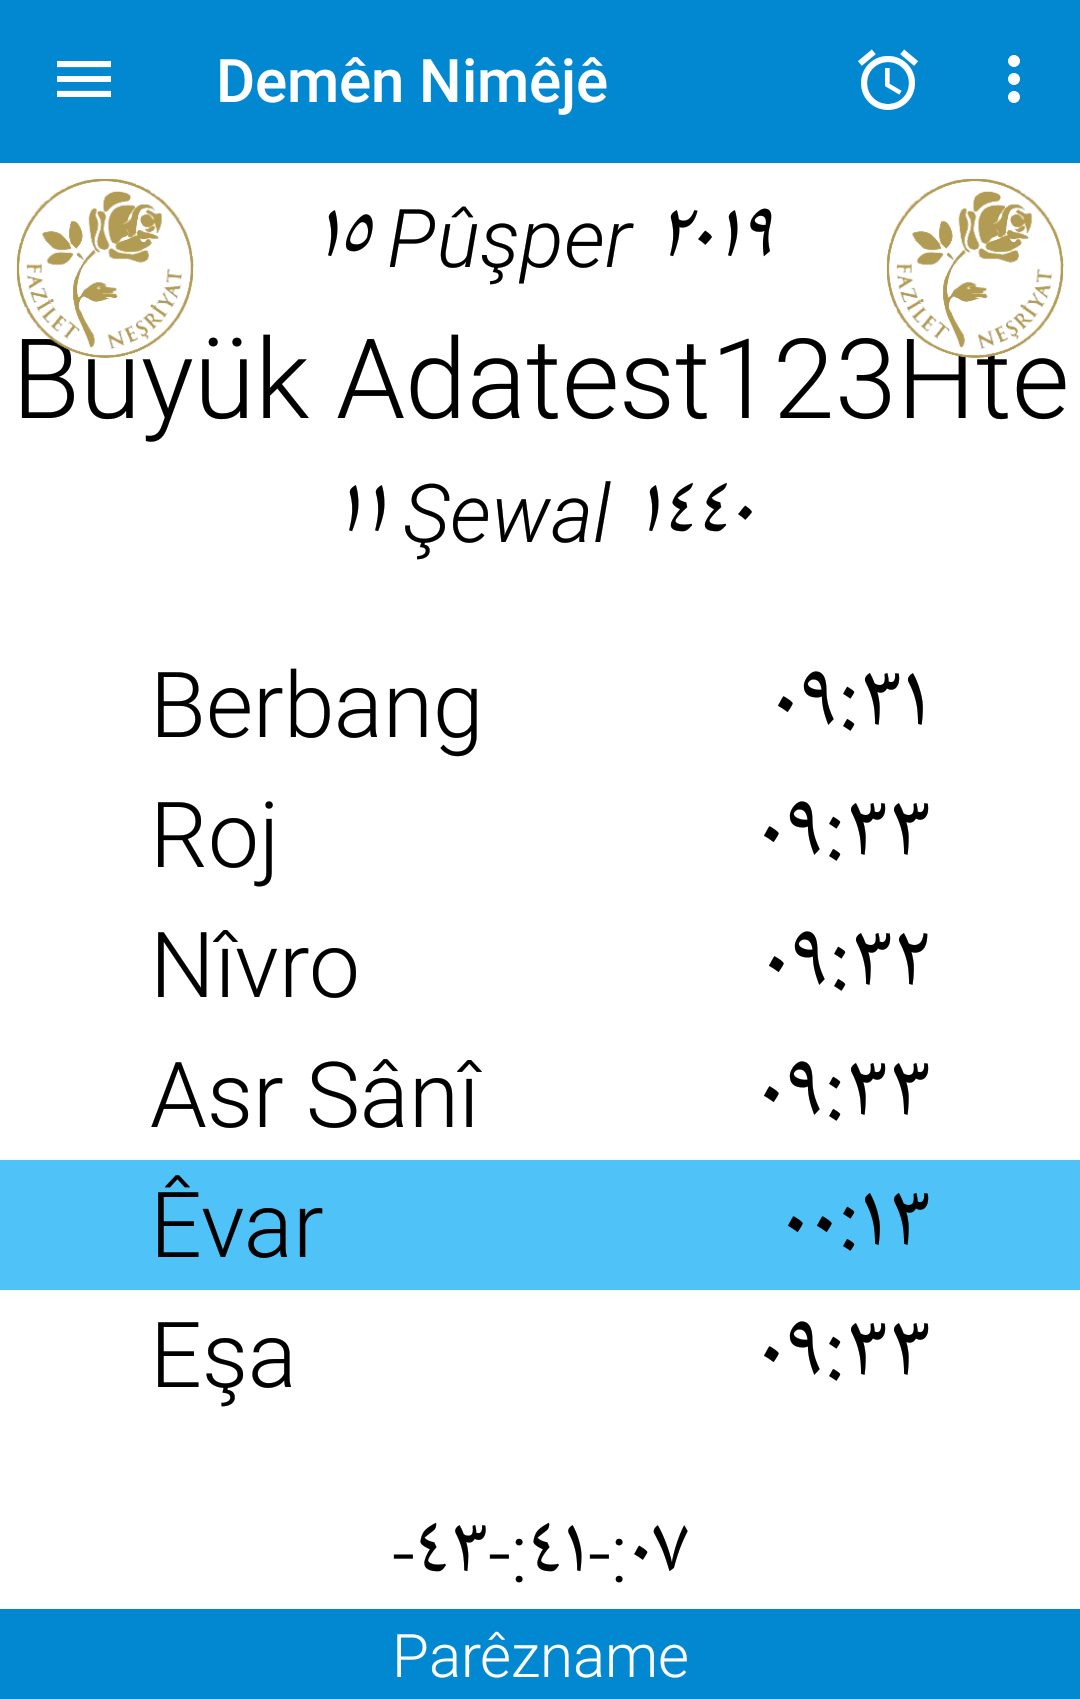 Demên Nimêjê
FAZİLET NEŞRİYAT
FAZİLET NEŞRİYAT
١٥ Pûşper ٢٠١٩
Büyük Adatest123Hte
١١ Şewal ١٤٤٠
Berbang ٠٩:٣١
Roj ٠٩:٣٣
Nîvro ٠٩:٣٢
Asr Sânî ٠٩:٣٣
Êvar ٠٠:١٣
Eşa ٠٩:٣٣
-٤٣-:٤١-:٠٧
Parêzname